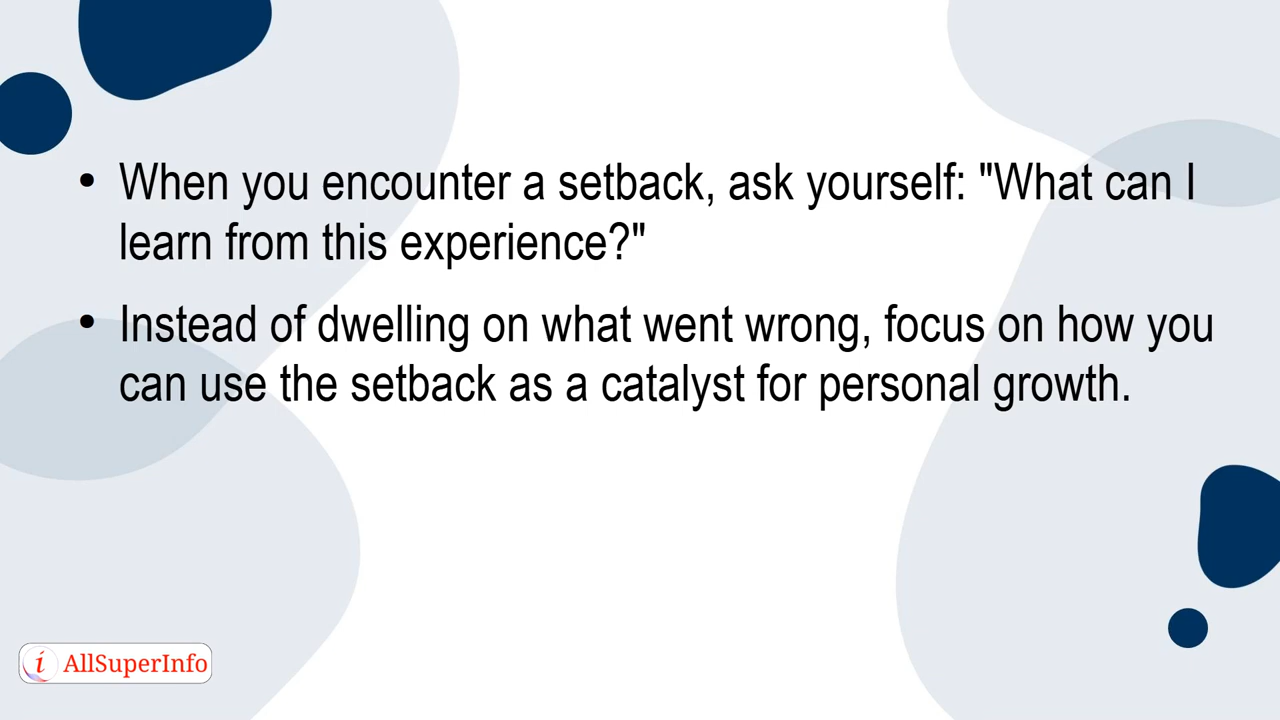 • When you encounter a setback, ask yourself: "What can I
learn from this experience?"
• Instead of dwelling on what went wrong, focus on how you
can use the setback as a catalyst for personal growth.
i AllSuperInfo